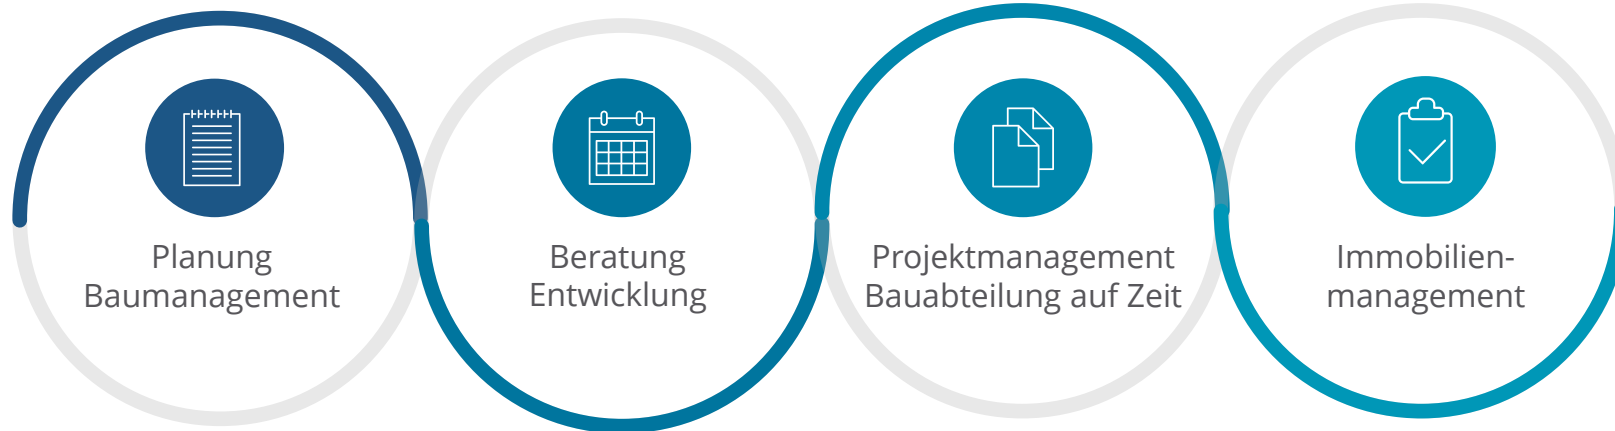 Planung
Baumanagement
Beratung
Entwicklung
Projektmanagement
Bauabteilung auf Zeit
Immobilien-
management